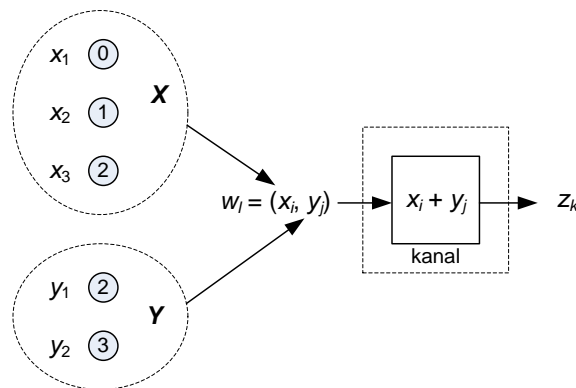 x₁ 0
x₂ 1
x₃ 2
X
wₗ = (xᵢ, yⱼ)
xᵢ + yⱼ
kanal
zₖ
y₁ 2
y₂ 3
Y